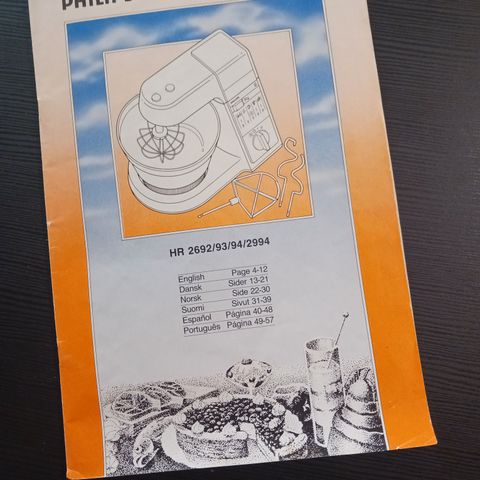 HR 2692/93/94/2994
English Page 4-12
Dansk Sider 13-21
Norsk Side 22-30
Suomi Sivut 31-39
Español Página 40-48
Português Página 49-57